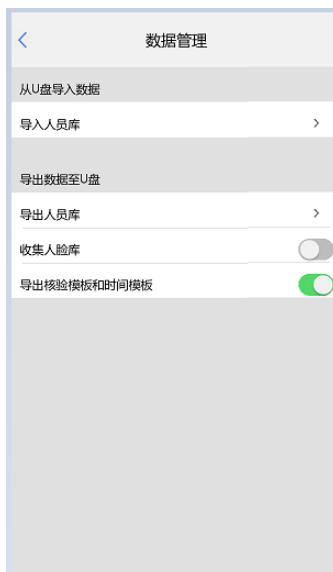 数据管理
从U盘导入数据
导入人员库
导出数据至U盘
导出人员库
收集人脸库
导出核验模板和时间模板